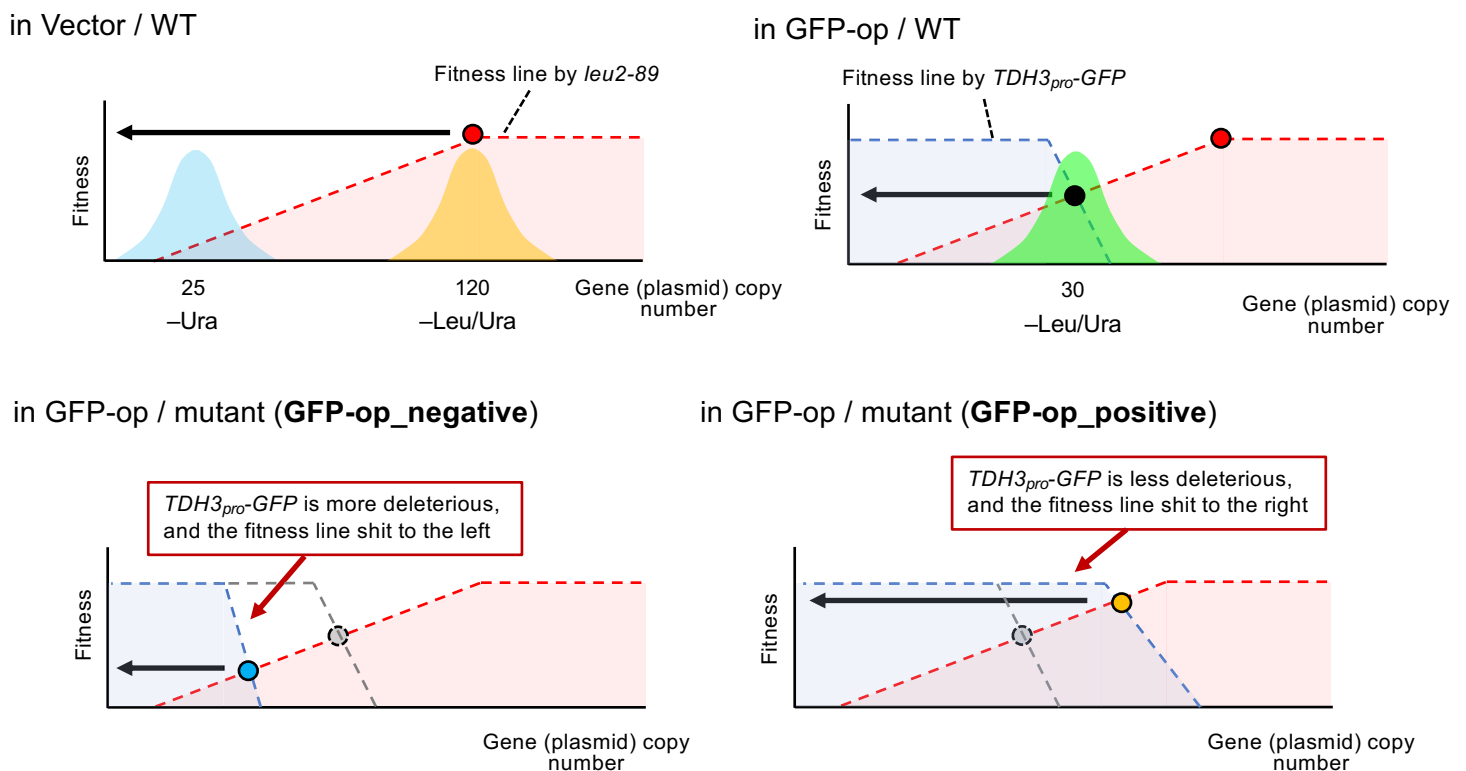 in Vector / WT
Fitness line by leu2-89
Fitness
25
120
Gene (plasmid) copy
number
–Ura
–Leu/Ura
in GFP-op / WT
Fitness line by TDH3pro-GFP
Fitness
30
–Leu/Ura
Gene (plasmid) copy
number
in GFP-op / mutant (GFP-op_negative)
TDH3pro-GFP is more deleterious,
and the fitness line shit to the left
Fitness
Gene (plasmid) copy
number
in GFP-op / mutant (GFP-op_positive)
TDH3pro-GFP is less deleterious,
and the fitness line shit to the right
Fitness
Gene (plasmid) copy
number